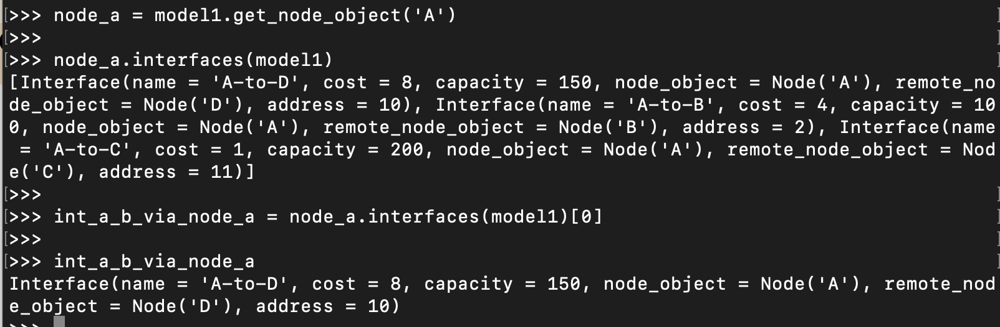 [>>> node_a = model1.get_node_object('A') ]
[>>> ]
[>>> node_a.interfaces(model1) ]
[Interface(name = 'A-to-D', cost = 8, capacity = 150, node_object = Node('A'), remote_no
de_object = Node('D'), address = 10), Interface(name = 'A-to-B', cost = 4, capacity = 10
0, node_object = Node('A'), remote_node_object = Node('B'), address = 2), Interface(name
 = 'A-to-C', cost = 1, capacity = 200, node_object = Node('A'), remote_node_object = Nod
e('C'), address = 11)]
[>>> ]
[>>> int_a_b_via_node_a = node_a.interfaces(model1)[0] ]
[>>> ]
[>>> int_a_b_via_node_a ]
Interface(name = 'A-to-D', cost = 8, capacity = 150, node_object = Node('A'), remote_nod
e_object = Node('D'), address = 10)
>>>